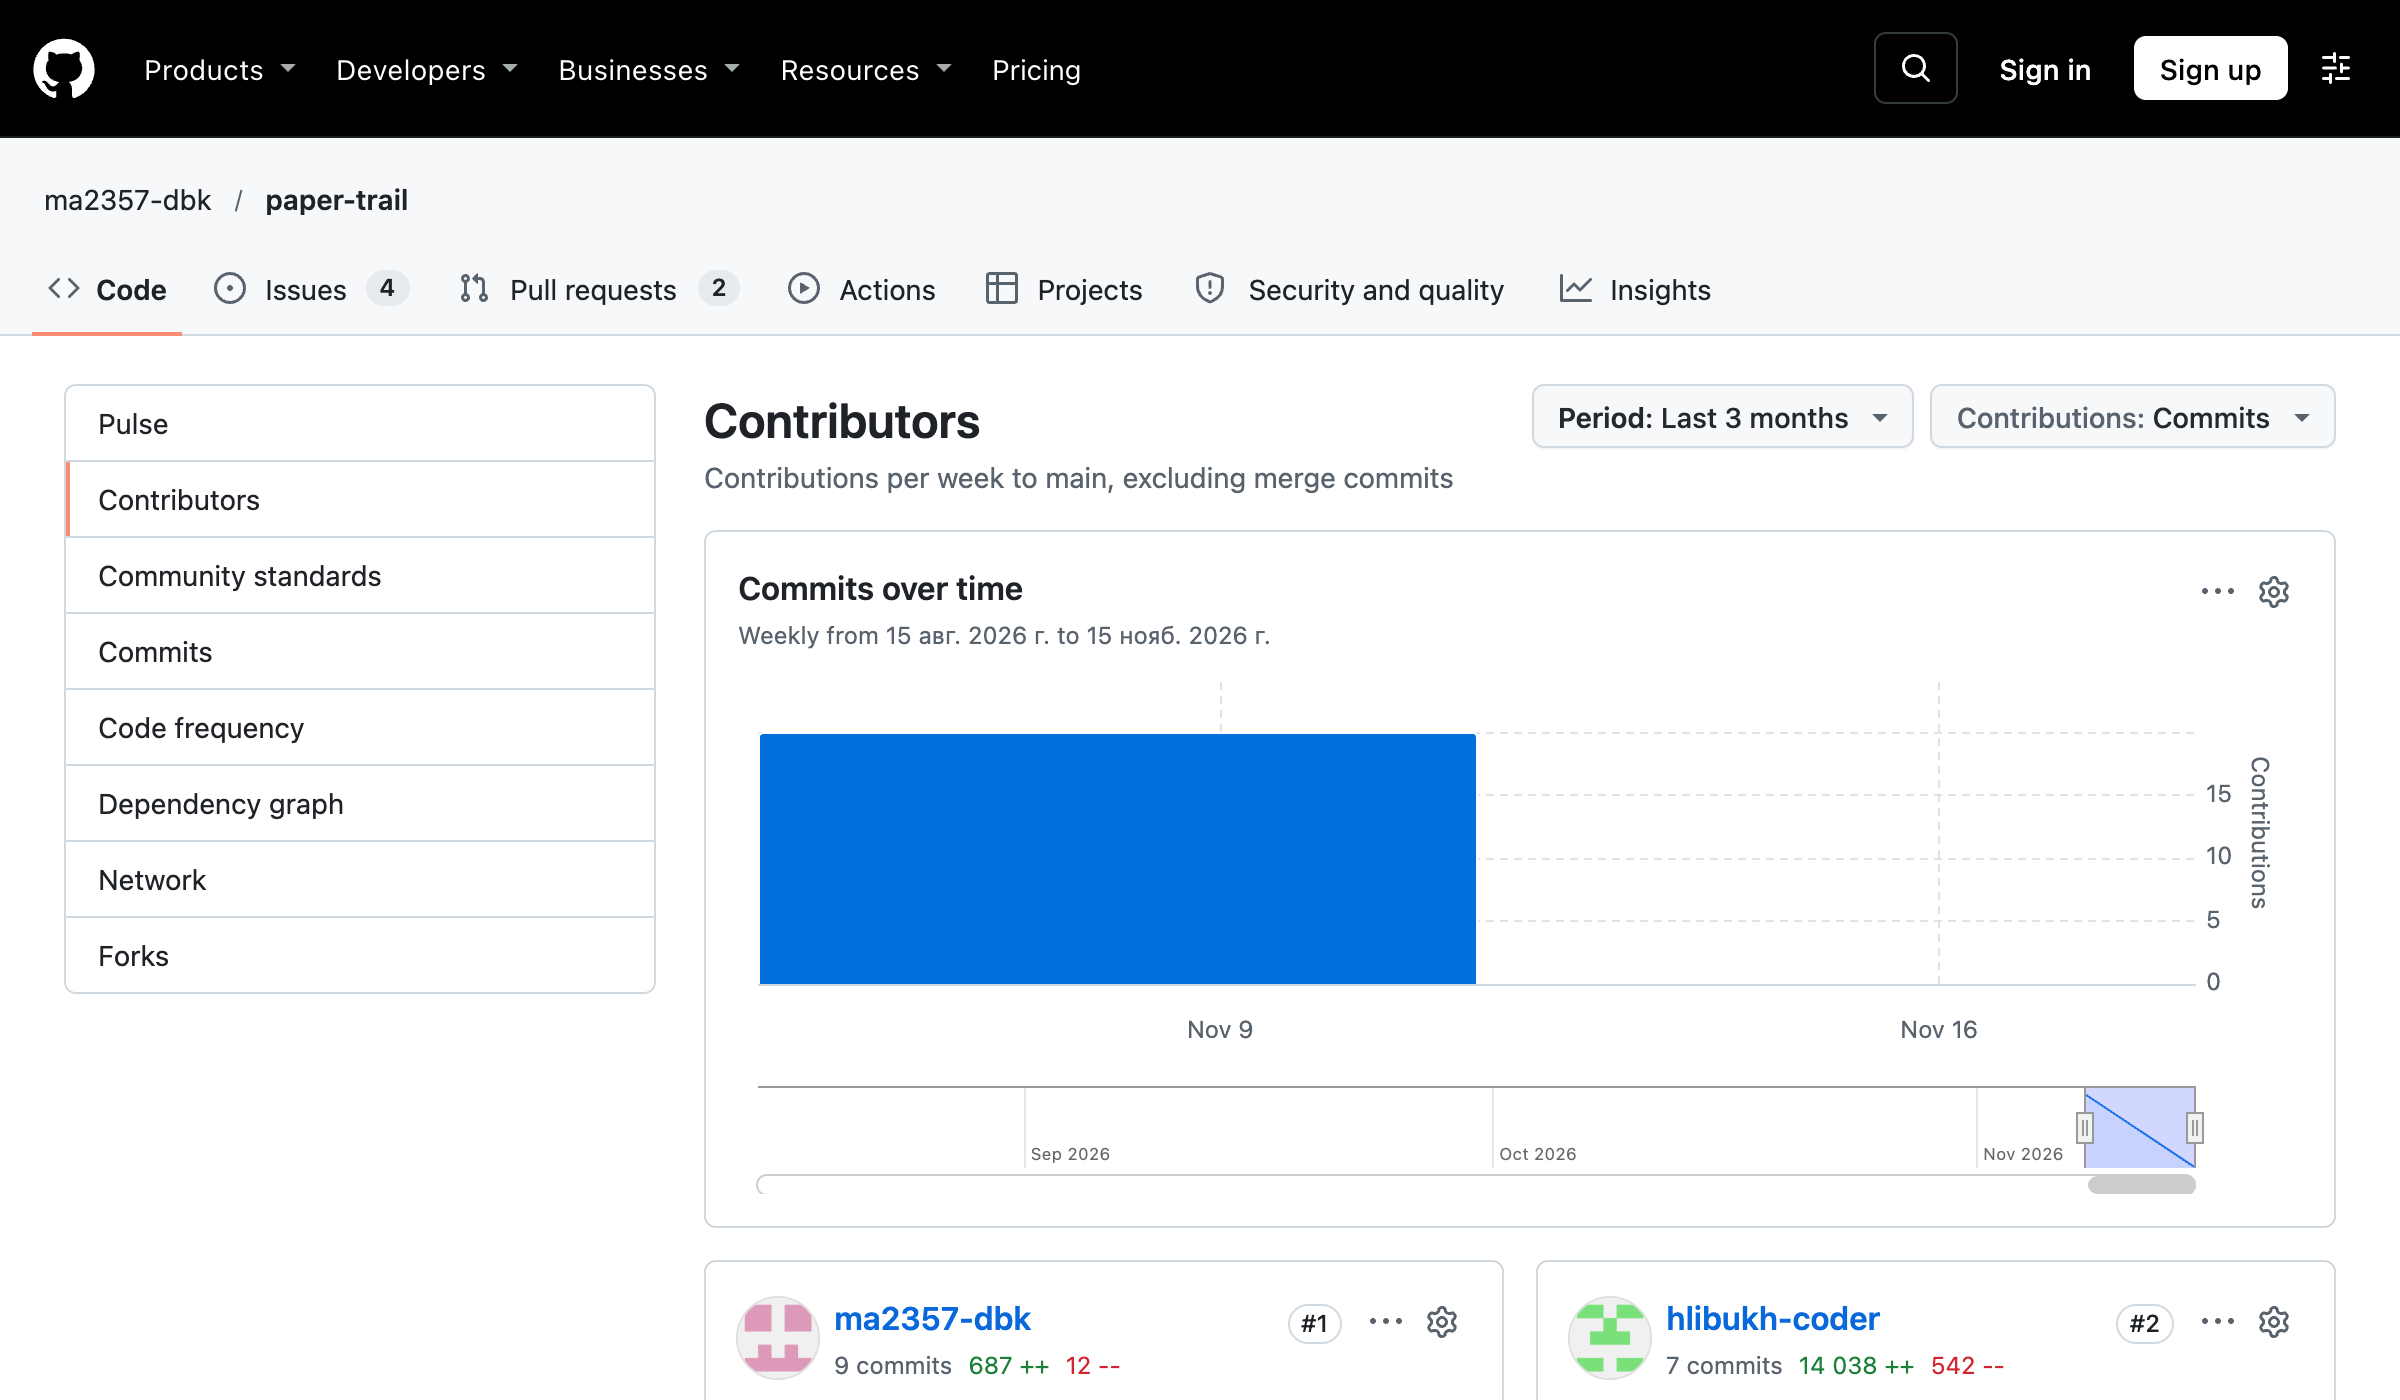 Products Developers Businesses Resources Pricing Sign in Sign up
ma2357-dbk / paper-trail
Code Issues 4 Pull requests 2 Actions Projects Security and quality Insights
Pulse
Contributors
Community standards
Commits
Code frequency
Dependency graph
Network
Forks
Contributors
Period: Last 3 months Contributions: Commits
Contributions per week to main, excluding merge commits
Commits over time
Weekly from 15 авг. 2026 г. to 15 нояб. 2026 г.
15
10
5
0
Contributions
Nov 9 Nov 16
Sep 2026 Oct 2026 Nov 2026
ma2357-dbk #1
9 commits 687 ++ 12 --
hlibukh-coder #2
7 commits 14 038 ++ 542 --